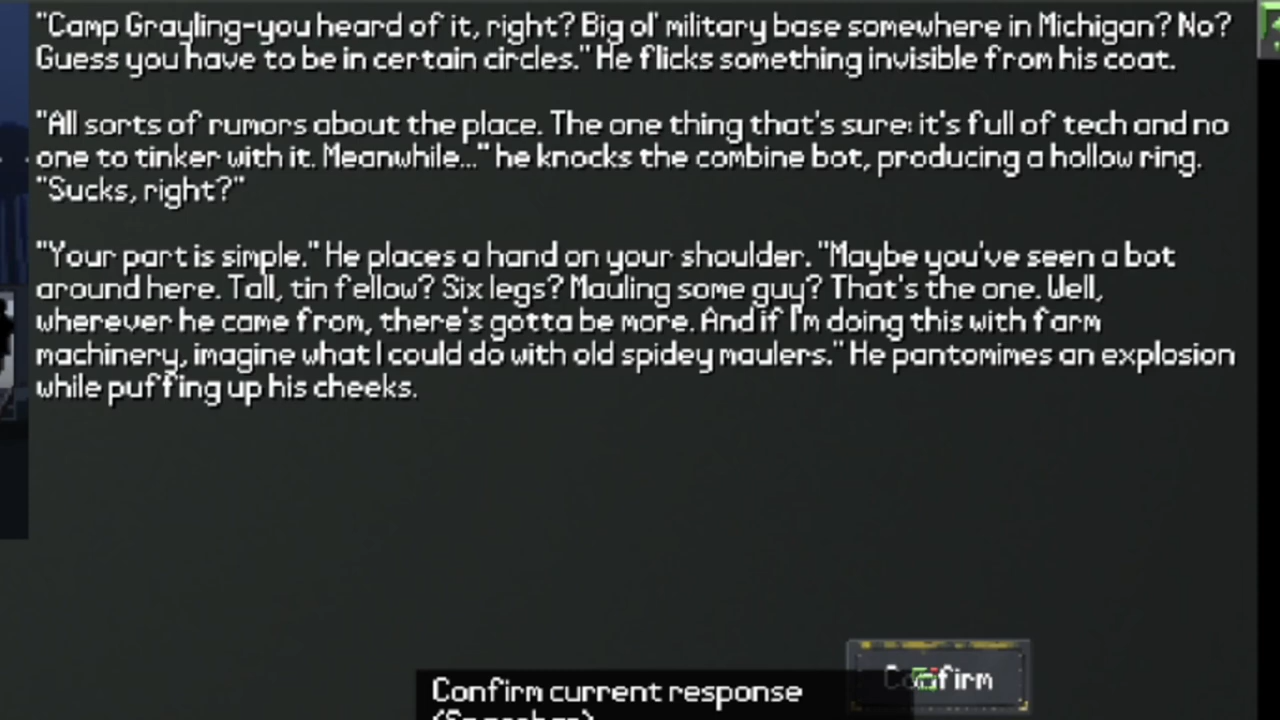 "Camp Grayling-you heard of it, right? Big ol' military base somewhere in Michigan? No?
Guess you have to be in certain circles." He flicks something invisible from his coat.
"All sorts of rumors about the place. The one thing that's sure: it's full of tech and no
one to tinker with it. Meanwhile..." he knocks the combine bot, producing a hollow ring.
"Sucks, right?"
"Your part is simple." He places a hand on your shoulder. "Maybe you've seen a bot
around here. Tall, tin fellow? Six legs? Mauling some guy? That's the one. Well,
wherever he came from, there's gotta be more. And if I'm doing this with farm
machinery, imagine what I could do with old spidey maulers." He pantomimes an explosion
while puffing up his cheeks.
Confirm
Confirm current response